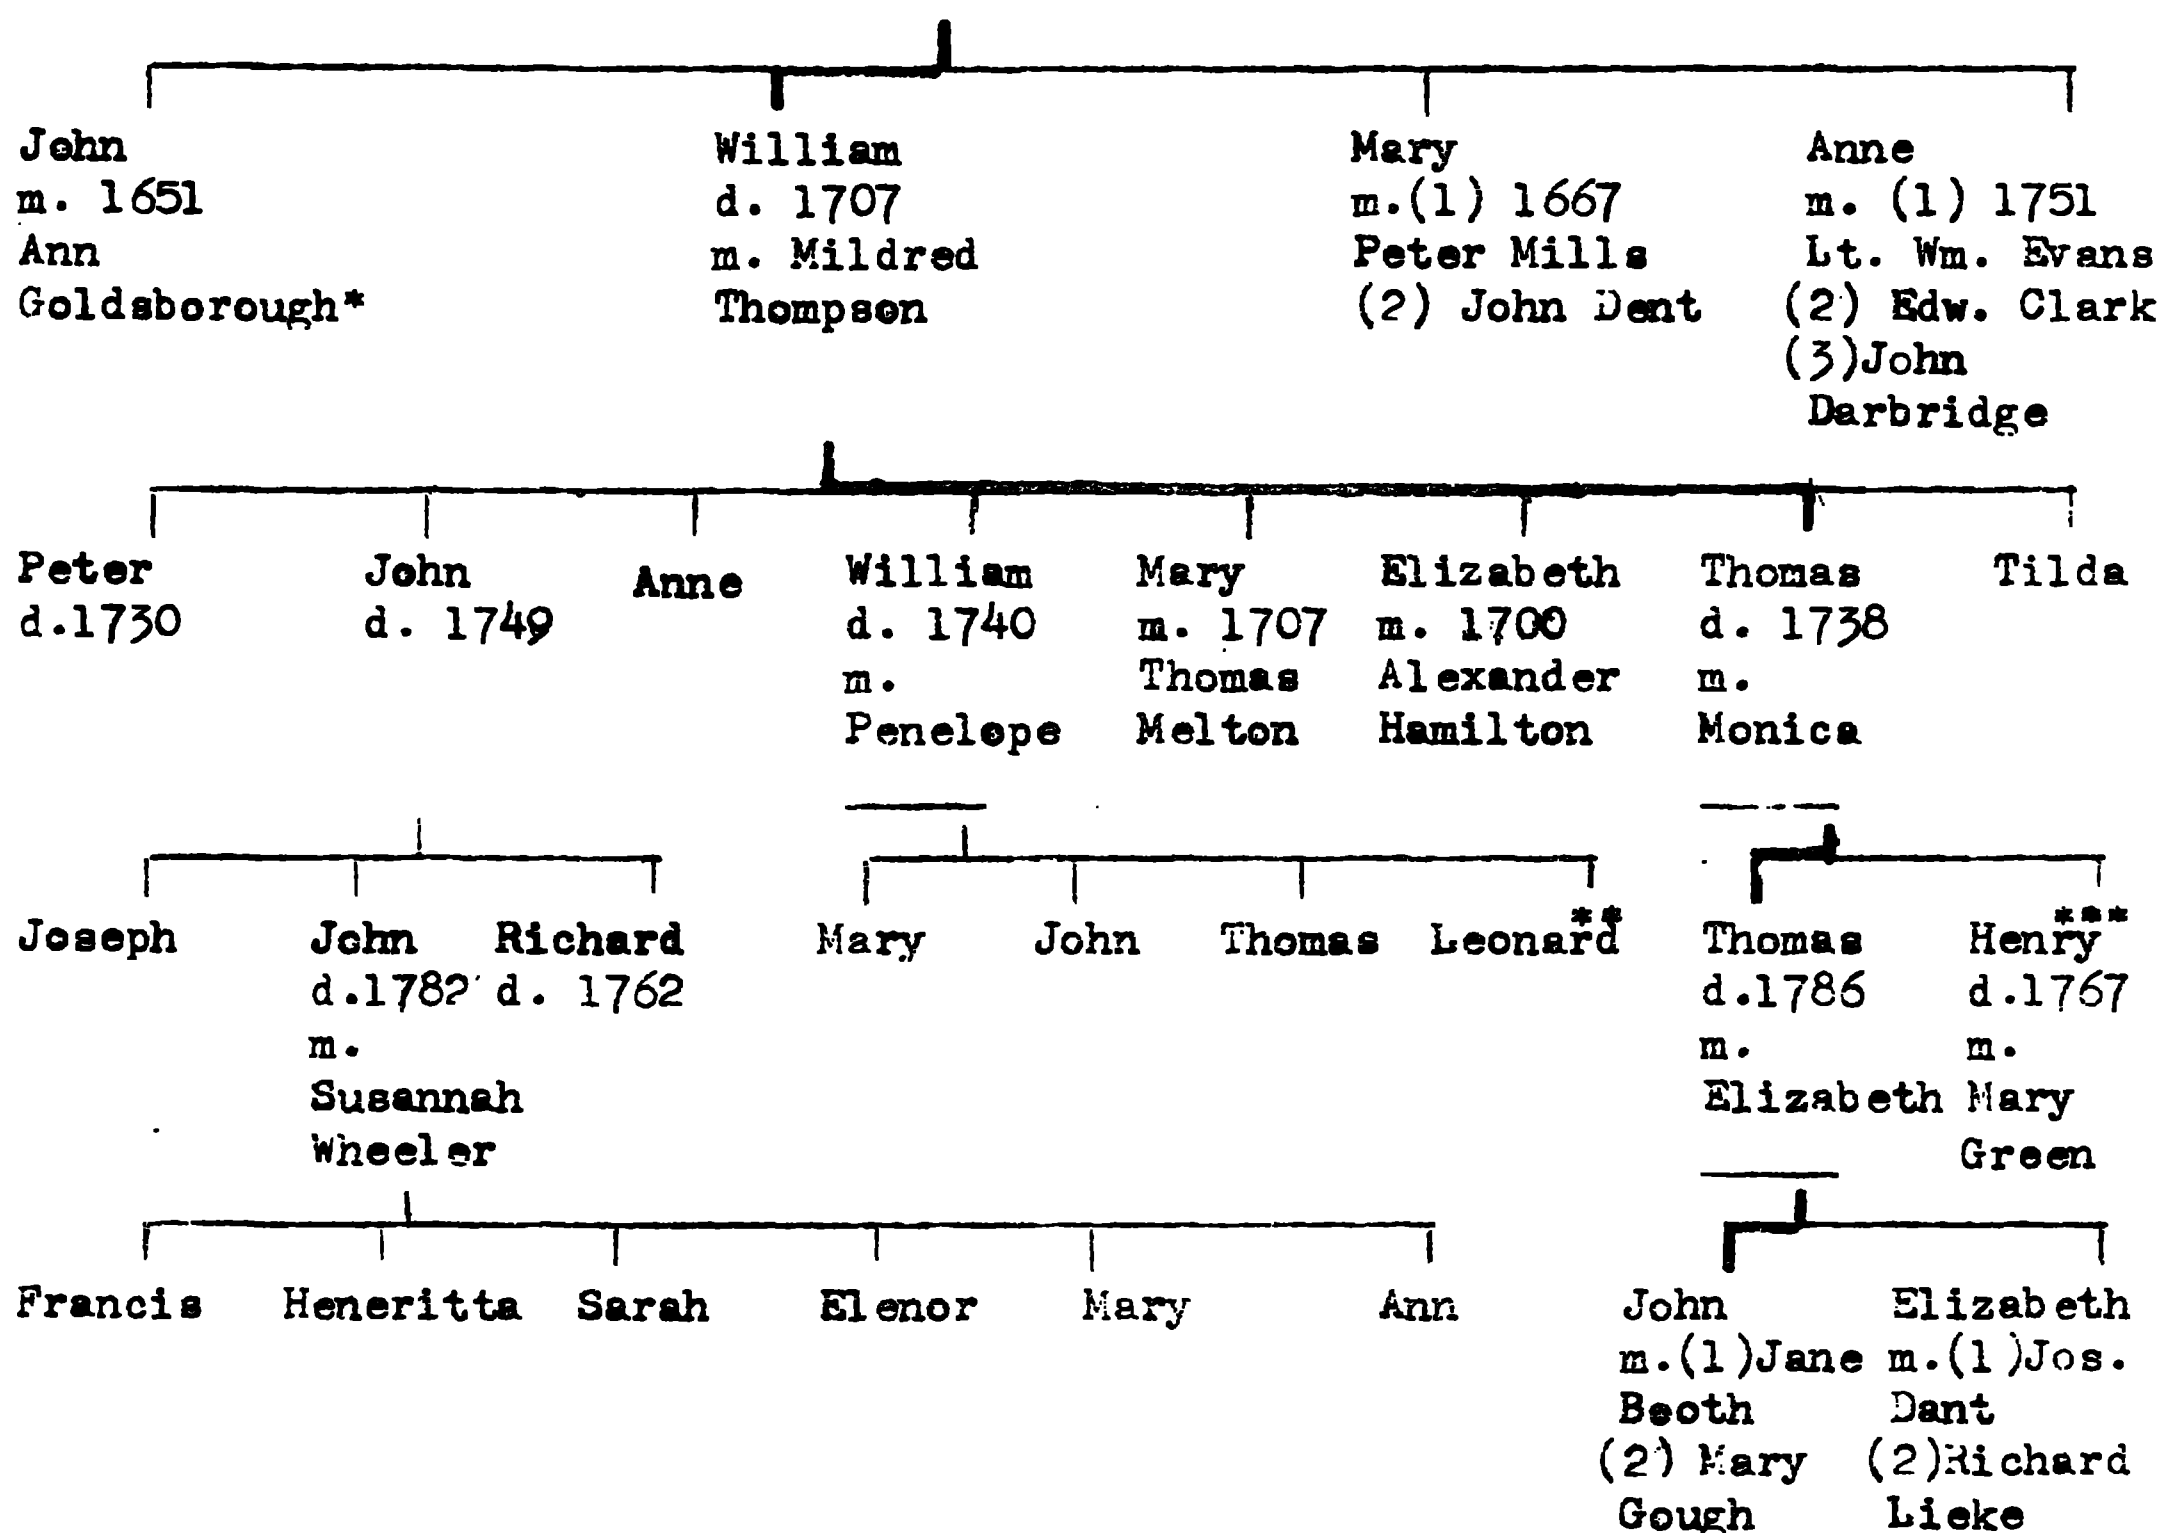 John
m. 1651
Ann
Goldsborough*
William
d. 1707
m. Mildred
Thompson
Mary
m.(1) 1667
Peter Mills
(2) John Dent
Anne
m. (1) 1751
Lt. Wm. Evans
(2) Edw. Clark
(3)John
Darbridge
Peter
d.1730
John
d. 1749
Anne
William
d. 1740
m.
Penelope
Mary
m. 1707
Thomas
Melton
Elizabeth
m. 1700
Alexander
Hamilton
Thomas
d. 1738
m.
Monica
Tilda
Joseph
John
d.1782
m.
Susannah
Wheeler
Richard
d. 1762
Mary
John
Thomas
Leonard**
Thomas
d.1786
m.
Elizabeth
Henry***
d.1767
m.
Mary
Green
Francis
Heneritta
Sarah
Elenor
Mary
Ann
John
m.(1)Jane
Booth
(2) Mary
Gough
Elizabeth
m.(1)Jos.
Dant
(2)Richard
Lieke